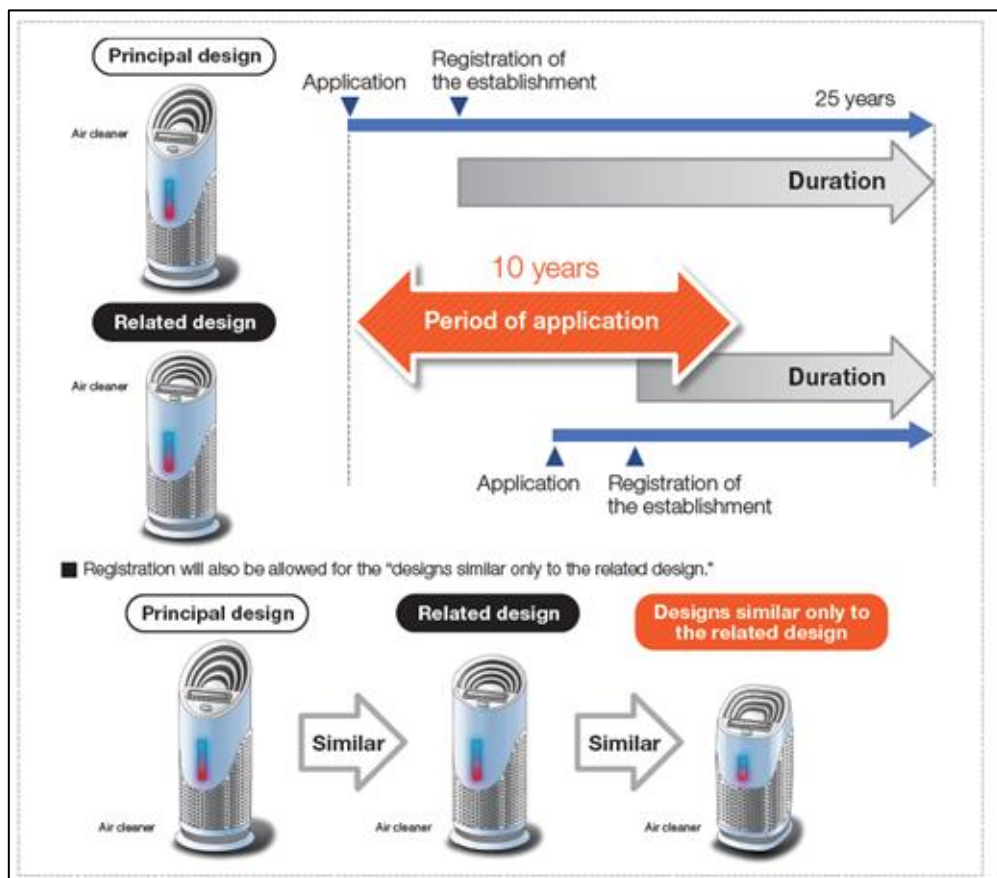 Principal design
Air cleaner
Application
Registration of
the establishment
25 years
Duration
10 years
Period of application
Related design
Air cleaner
Duration
Application
Registration of
the establishment
■ Registration will also be allowed for the “designs similar only to the related design.”
Principal design
Related design
Designs similar only to
the related design
Similar
Similar
Air cleaner
Air cleaner
Air cleaner